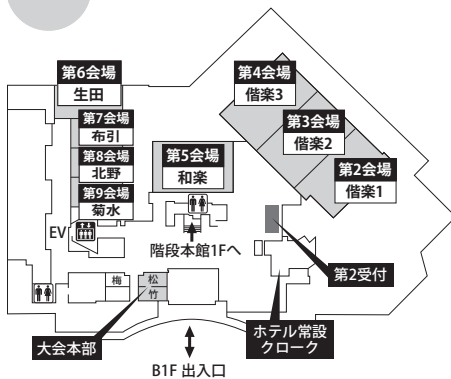 第6会場
生田
第7会場
布引
第8会場
北野
第9会場
菊水
第5会場
和楽
第4会場
偕楽3
第3会場
偕楽2
第2会場
偕楽1
EV
階段本館1Fへ
第2受付
梅
松
竹
大会本部
ホテル常設
クローク
B1F 出入口